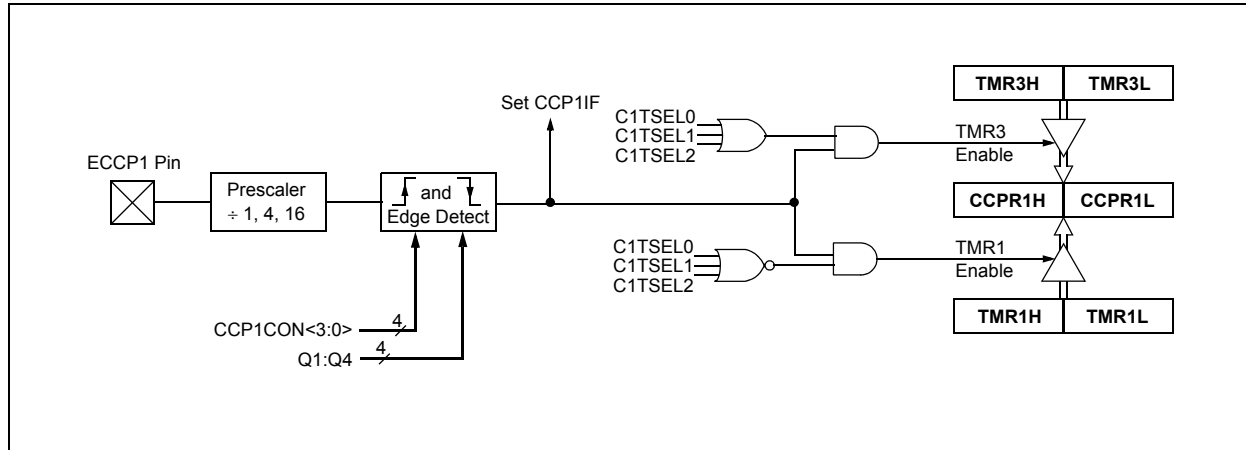 TMR3H TMR3L
Set CCP1IF
C1TSEL0
C1TSEL1
C1TSEL2
TMR3
Enable
ECCP1 Pin
Prescaler
÷ 1, 4, 16
and
Edge Detect
CCPR1H CCPR1L
C1TSEL0
C1TSEL1
C1TSEL2
TMR1
Enable
TMR1H TMR1L
CCP1CON<3:0> 4
Q1:Q4 4